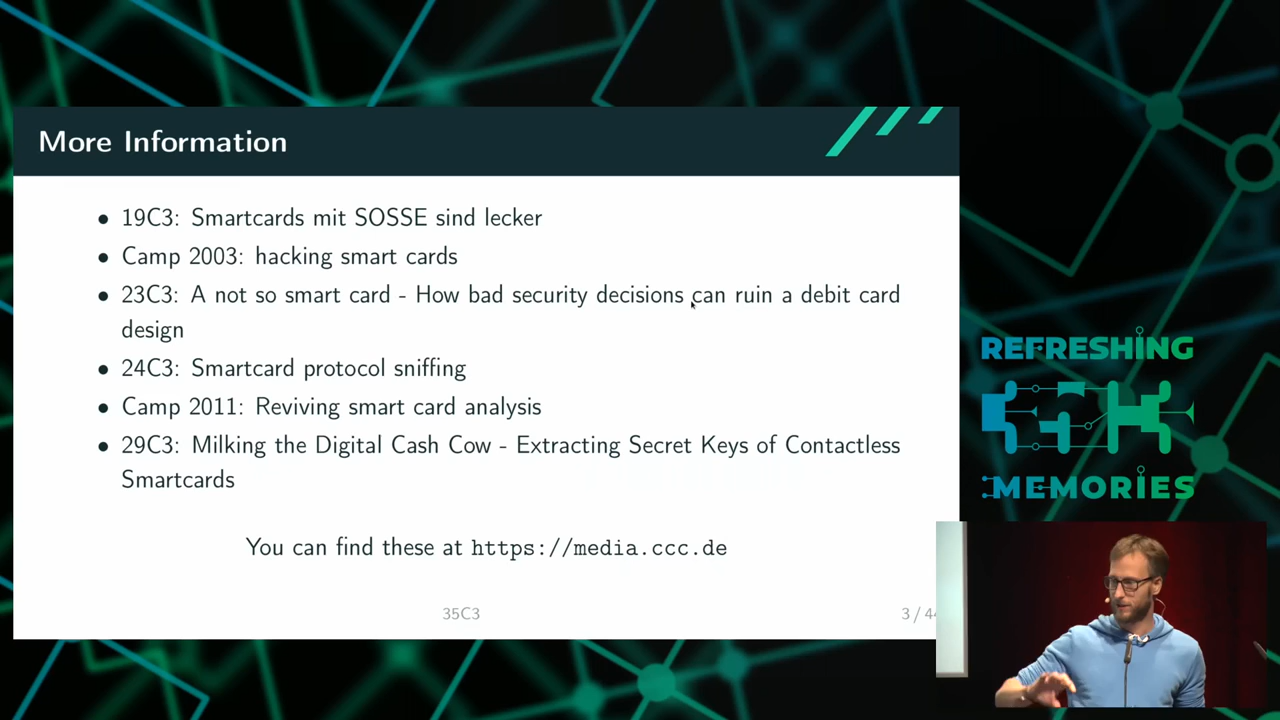 More Information
• 19C3: Smartcards mit SOSSE sind lecker
• Camp 2003: hacking smart cards
• 23C3: A not so smart card - How bad security decisions can ruin a debit card
design
• 24C3: Smartcard protocol sniffing
• Camp 2011: Reviving smart card analysis
• 29C3: Milking the Digital Cash Cow - Extracting Secret Keys of Contactless
Smartcards
You can find these at https://media.ccc.de
35C3
3 / 44
REFRESHING
MEMORIES